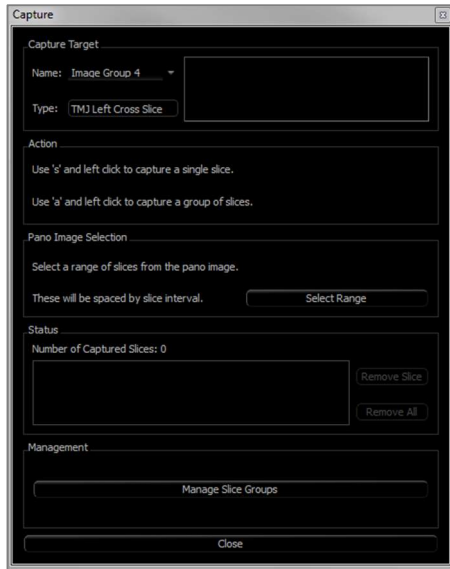 Capture
Capture Target
Name: Image Group 4
Type: TMJ Left Cross Slice
Action
Use 's' and left click to capture a single slice.
Use 'a' and left click to capture a group of slices.
Pano Image Selection
Select a range of slices from the pano image.
These will be spaced by slice interval. Select Range
Status
Number of Captured Slices: 0
Remove Slice
Remove All
Management
Manage Slice Groups
Close